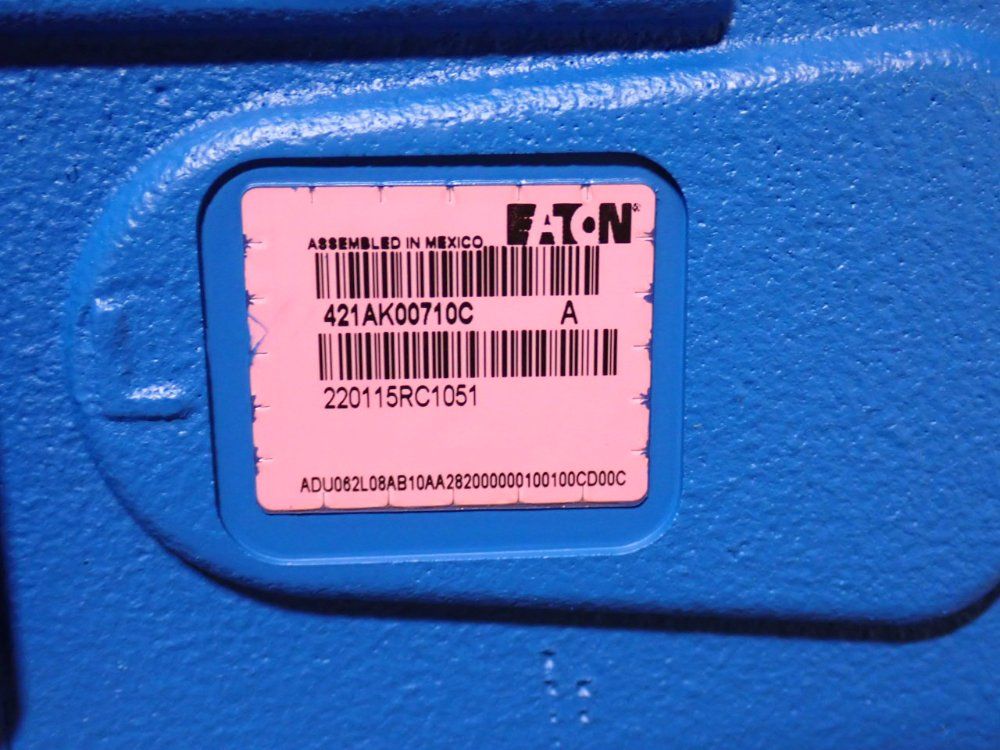 EATON®
ASSEMBLED IN MEXICO
421AK00710C A
220115RC1051
ADU062L08AB10AA282000000100100CD00C